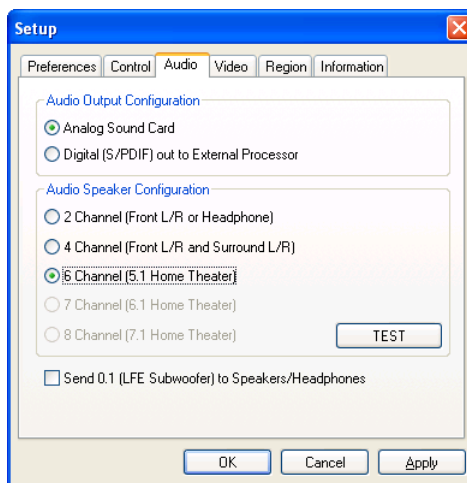 Setup
Preferences Control Audio Video Region Information
Audio Output Configuration
Analog Sound Card
Digital (S/PDIF) out to External Processor
Audio Speaker Configuration
2 Channel (Front L/R or Headphone)
4 Channel (Front L/R and Surround L/R)
6 Channel (5.1 Home Theater)
7 Channel (6.1 Home Theater)
8 Channel (7.1 Home Theater)
TEST
Send 0.1 (LFE Subwoofer) to Speakers/Headphones
OK Cancel Apply